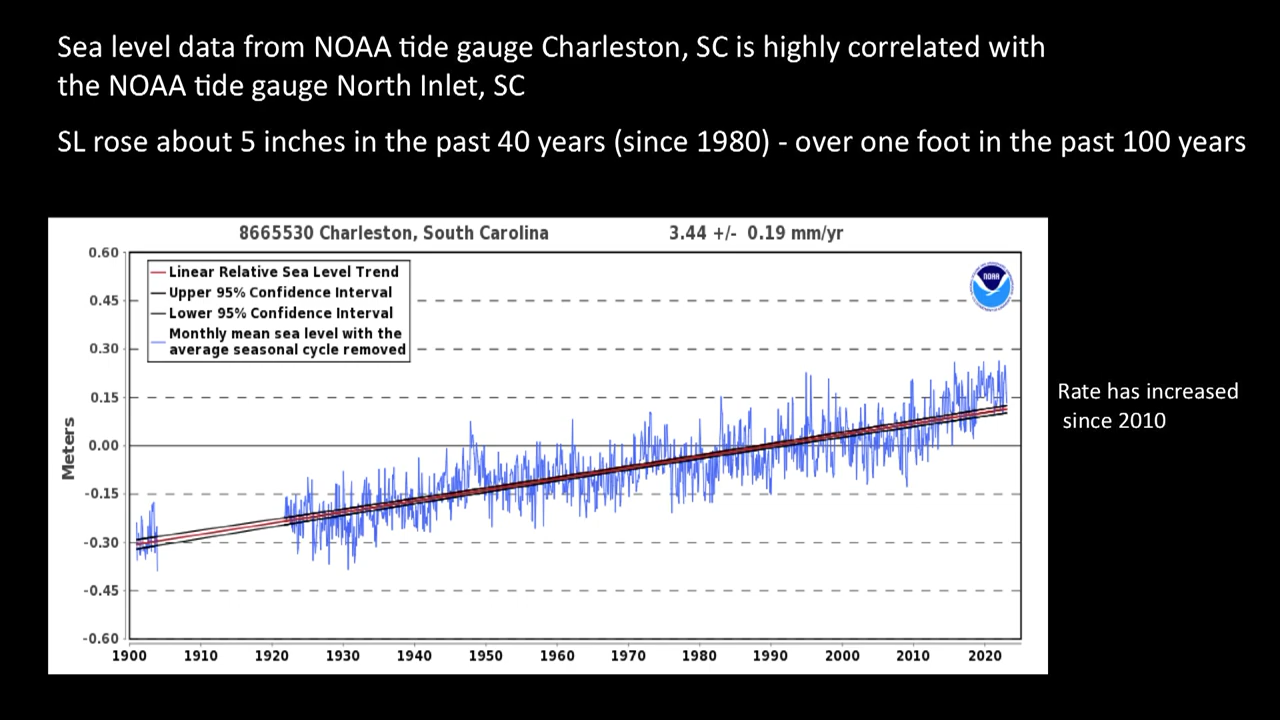 Sea level data from NOAA tide gauge Charleston, SC is highly correlated with
the NOAA tide gauge North Inlet, SC
SL rose about 5 inches in the past 40 years (since 1980) - over one foot in the past 100 years
8665530 Charleston, South Carolina 3.44 +/- 0.19 mm/yr
Linear Relative Sea Level Trend
Upper 95% Confidence Interval
Lower 95% Confidence Interval
Monthly mean sea level with the
average seasonal cycle removed
NOAA
0.60
0.45
0.30
0.15
0.00
-0.15
-0.30
-0.45
-0.60
Meters
1900 1910 1920 1930 1940 1950 1960 1970 1980 1990 2000 2010 2020
Rate has increased
since 2010